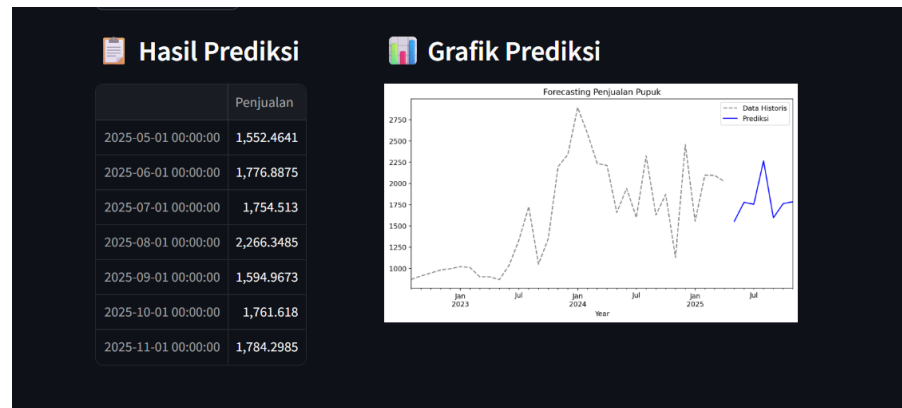 📋 Hasil Prediksi
Penjualan
2025-05-01 00:00:00 1,552.4641
2025-06-01 00:00:00 1,776.8875
2025-07-01 00:00:00 1,754.513
2025-08-01 00:00:00 2,266.3485
2025-09-01 00:00:00 1,594.9673
2025-10-01 00:00:00 1,761.618
2025-11-01 00:00:00 1,784.2985
📊 Grafik Prediksi
Forecasting Penjualan Pupuk
Data Historis
Prediksi
2750
2500
2250
2000
1750
1500
1250
1000
Jan
2023
Jul
Jan
2024
Jul
Jan
2025
Jul
Year